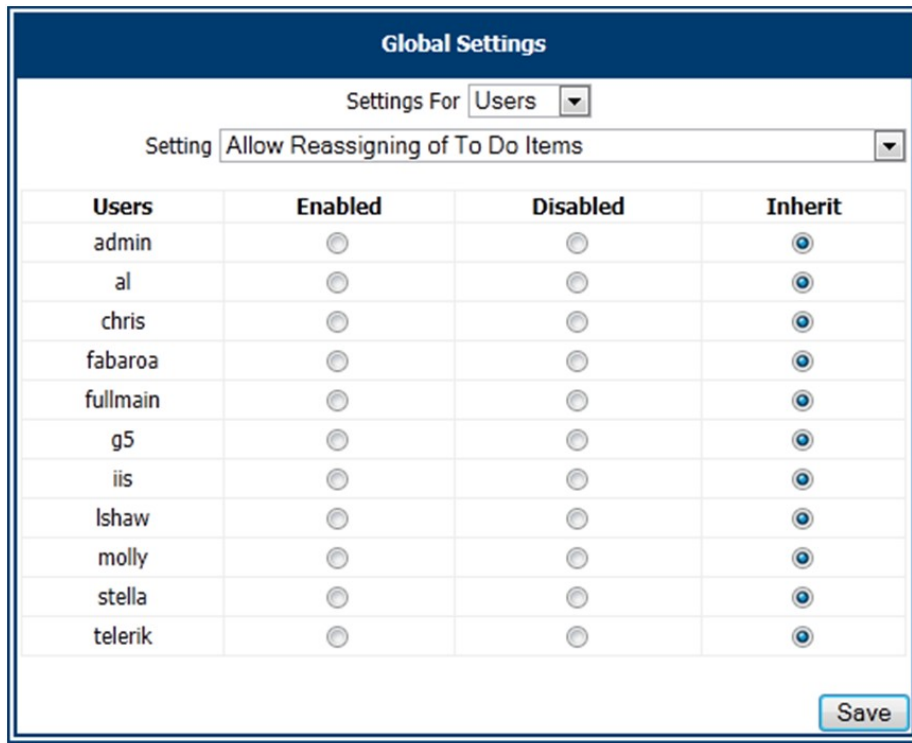 Global Settings
Settings For Users
Setting Allow Reassigning of To Do Items
Users Enabled Disabled Inherit
admin
al
chris
fabaroa
fullmain
g5
iis
lshaw
molly
stella
telerik
Save